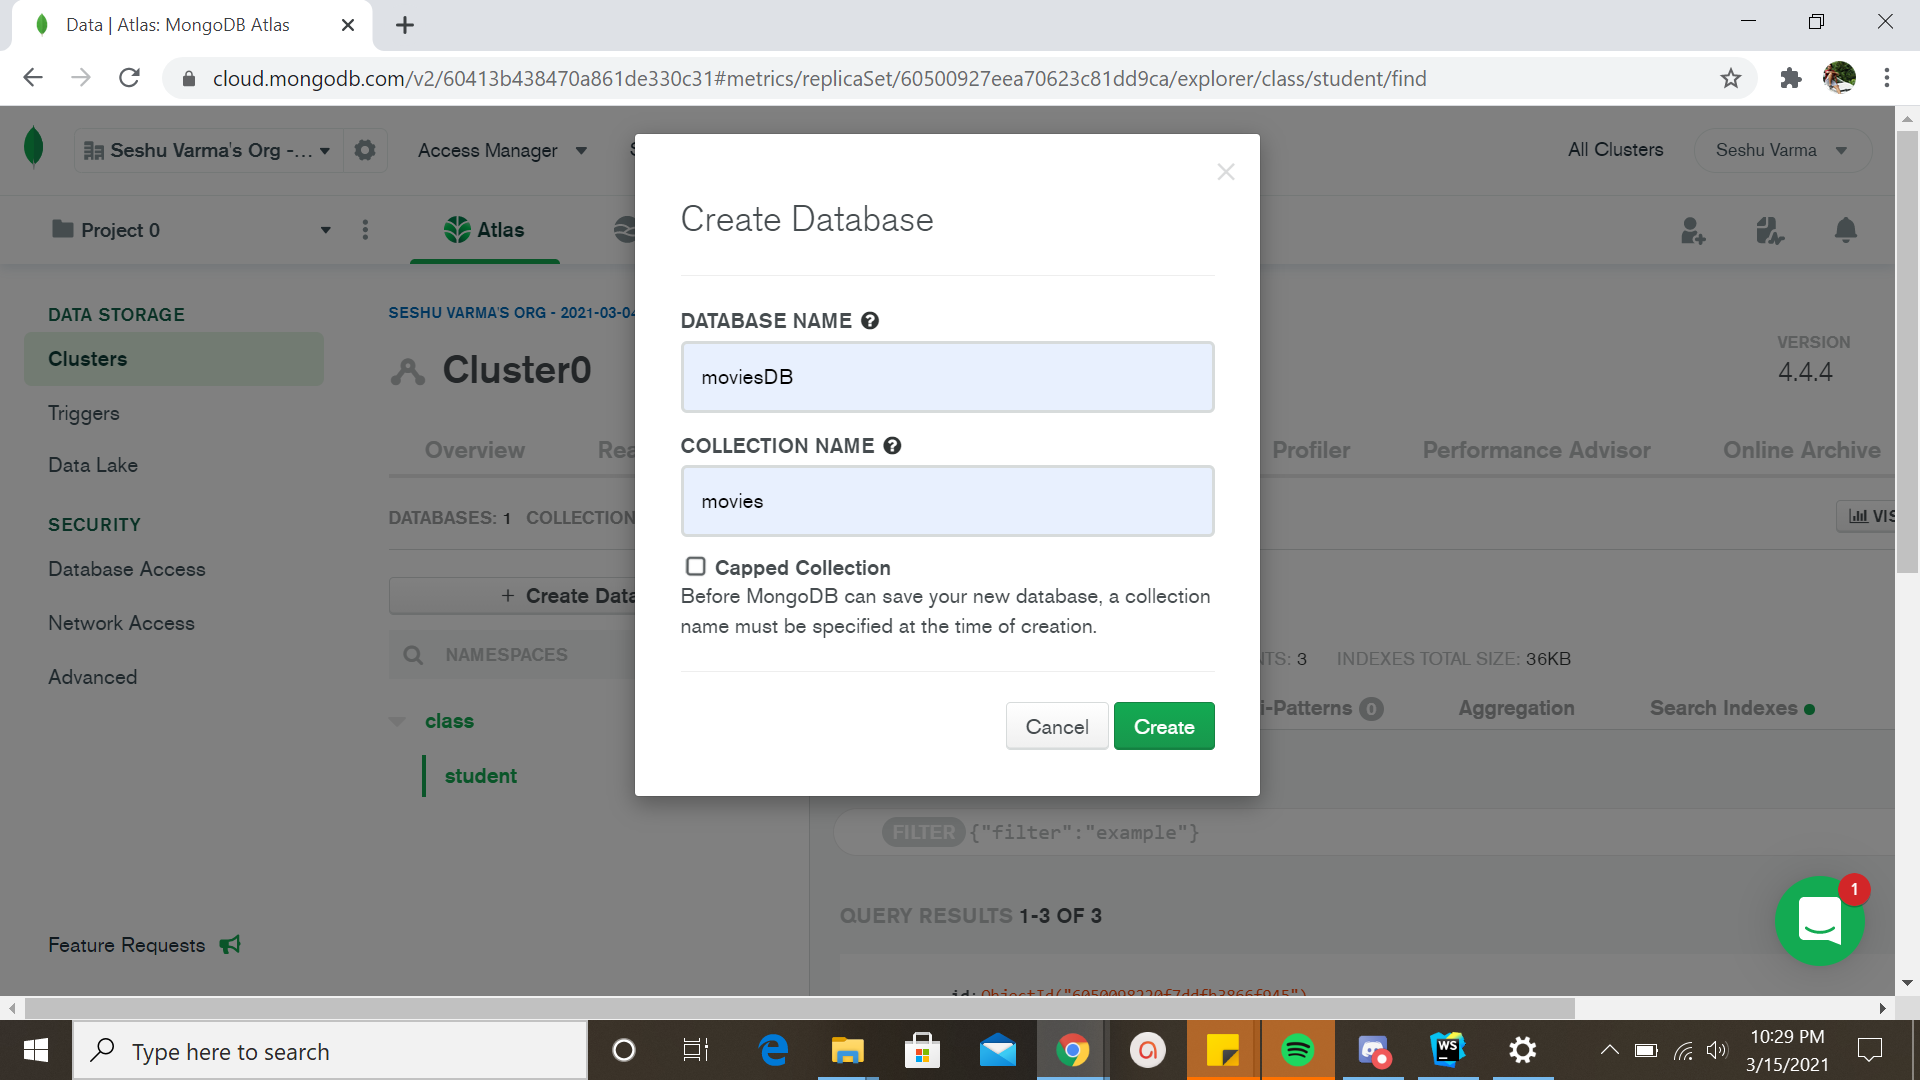 Data | Atlas: MongoDB Atlas
cloud.mongodb.com/v2/60413b438470a861de330c31#metrics/replicaSet/60500927eea70623c81dd9ca/explorer/class/student/find
Seshu Varma's Org -...
Access Manager
All Clusters
Seshu Varma
Project 0
Atlas
DATA STORAGE
Clusters
Triggers
Data Lake
SECURITY
Database Access
Network Access
Advanced
Feature Requests
SESHU VARMA'S ORG - 2021-03-04
Cluster0
VERSION
4.4.4
Overview
Rea
Profiler
Performance Advisor
Online Archive
DATABASES: 1 COLLECTION
VIS
+ Create Data
NAMESPACES
class
student
Create Database
DATABASE NAME ?
moviesDB
COLLECTION NAME ?
movies
Capped Collection
Before MongoDB can save your new database, a collection
name must be specified at the time of creation.
Cancel
Create
NTS: 3 INDEXES TOTAL SIZE: 36KB
i-Patterns 0
Aggregation
Search Indexes
FILTER {"filter":"example"}
QUERY RESULTS 1-3 OF 3
1
Type here to search
WS
10:29 PM
3/15/2021